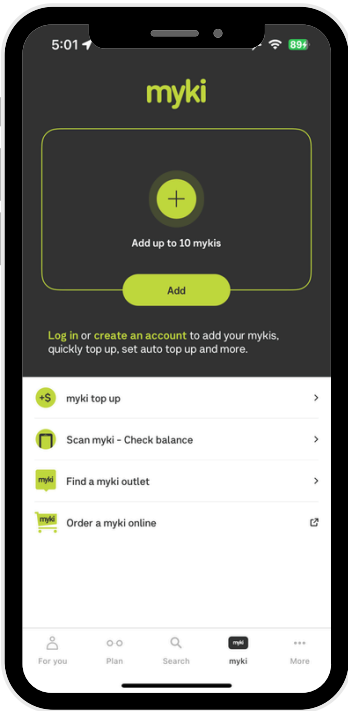 5:01
89
myki
Add up to 10 mykis
Add
Log in or create an account to add your mykis,
quickly top up, set auto top up and more.
+$ myki top up
Scan myki - Check balance
myki Find a myki outlet
myki Order a myki online
myki
For you Plan Search myki More